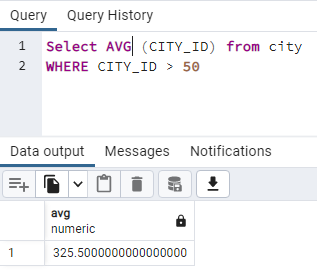 Query Query History
1 Select AVG (CITY_ID) from city
2 WHERE CITY_ID > 50
Data output Messages Notifications
avg
numeric
1 325.5000000000000000